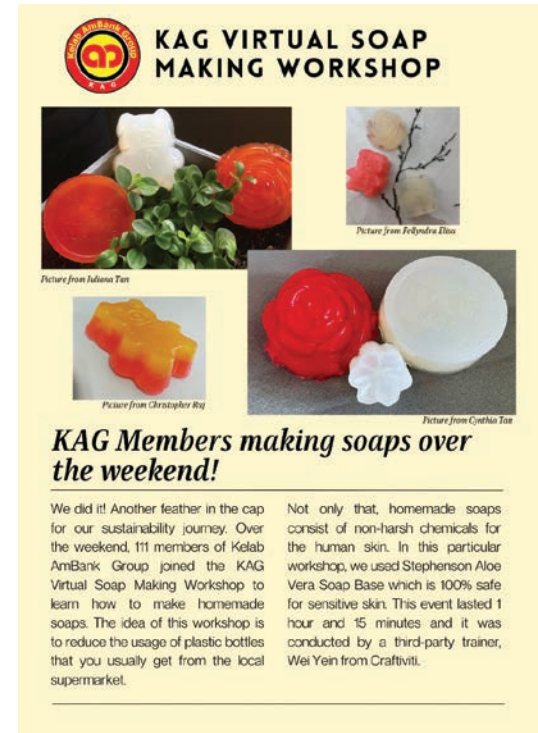 Kelab AmBank Group
KAG
KAG VIRTUAL SOAP
MAKING WORKSHOP
Picture from Fellyndra Elisa
Picture from Juliana Tan
Picture from Christopher Raj
Picture from Cynthia Tan
KAG Members making soaps over
the weekend!
We did it! Another feather in the cap
for our sustainability journey. Over
the weekend, 111 members of Kelab
AmBank Group joined the KAG
Virtual Soap Making Workshop to
learn how to make homemade
soaps. The idea of this workshop is
to reduce the usage of plastic bottles
that you usually get from the local
supermarket.
Not only that, homemade soaps
consist of non-harsh chemicals for
the human skin. In this particular
workshop, we used Stephenson Aloe
Vera Soap Base which is 100% safe
for sensitive skin. This event lasted 1
hour and 15 minutes and it was
conducted by a third-party trainer,
Wei Yein from Craftiviti.